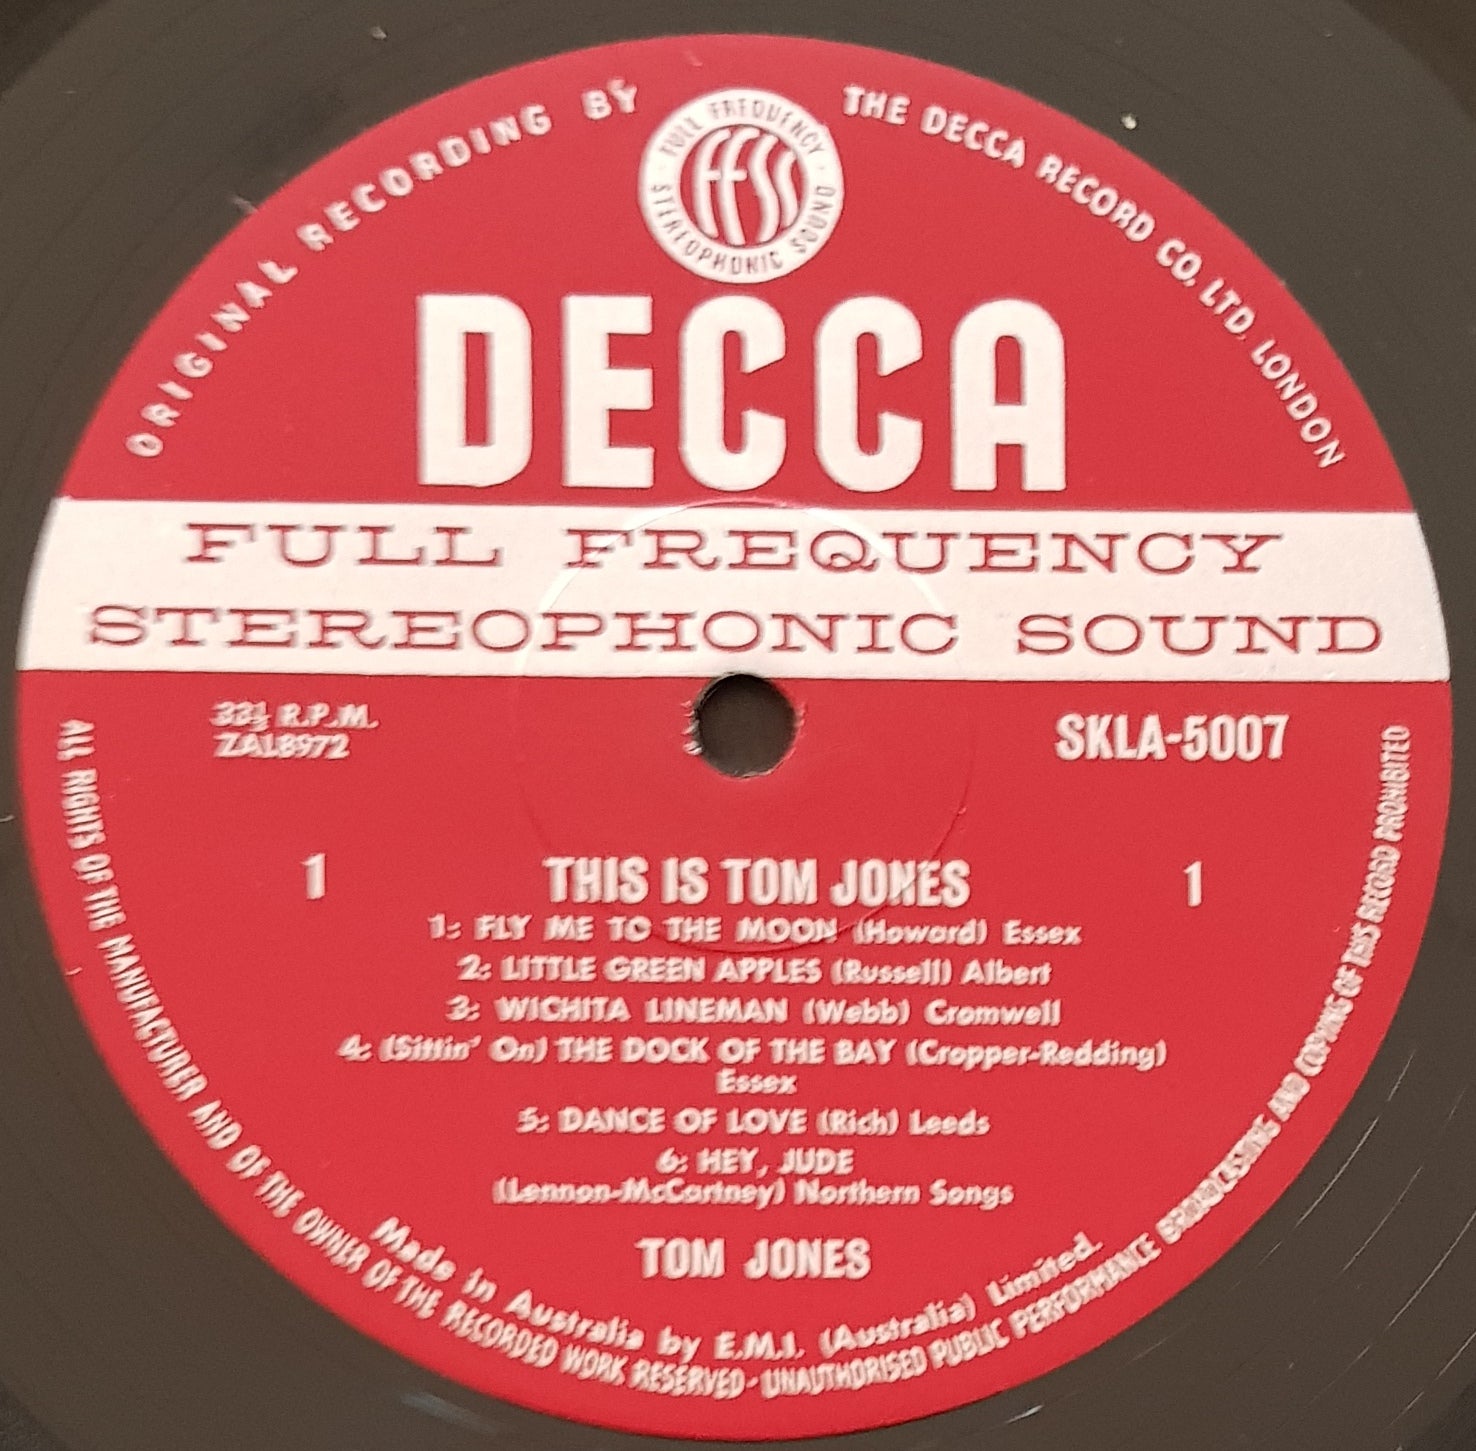 ORIGINAL RECORDING BY THE DECCA RECORD CO. LTD. LONDON
FULL FREQUENCY
ffss
STEREOPHONIC SOUND
DECCA
FULL FREQUENCY
STEREOPHONIC SOUND
33⅓ R.P.M.
ZAL8972
SKLA-5007
1
THIS IS TOM JONES
1
1: FLY ME TO THE MOON (Howard) Essex
2: LITTLE GREEN APPLES (Russell) Albert
3: WICHITA LINEMAN (Webb) Cromwell
4: (Sittin' On) THE DOCK OF THE BAY (Cropper-Redding)
Essex
5: DANCE OF LOVE (Rich) Leeds
6: HEY, JUDE
(Lennon-McCartney) Northern Songs
TOM JONES
Made in Australia by E.M.I. (Australia) Limited.
ALL RIGHTS OF THE MANUFACTURER AND OF THE OWNER OF THE RECORDED WORK RESERVED · UNAUTHORISED PUBLIC PERFORMANCE BROADCASTING AND COPYING OF THIS RECORD PROHIBITED